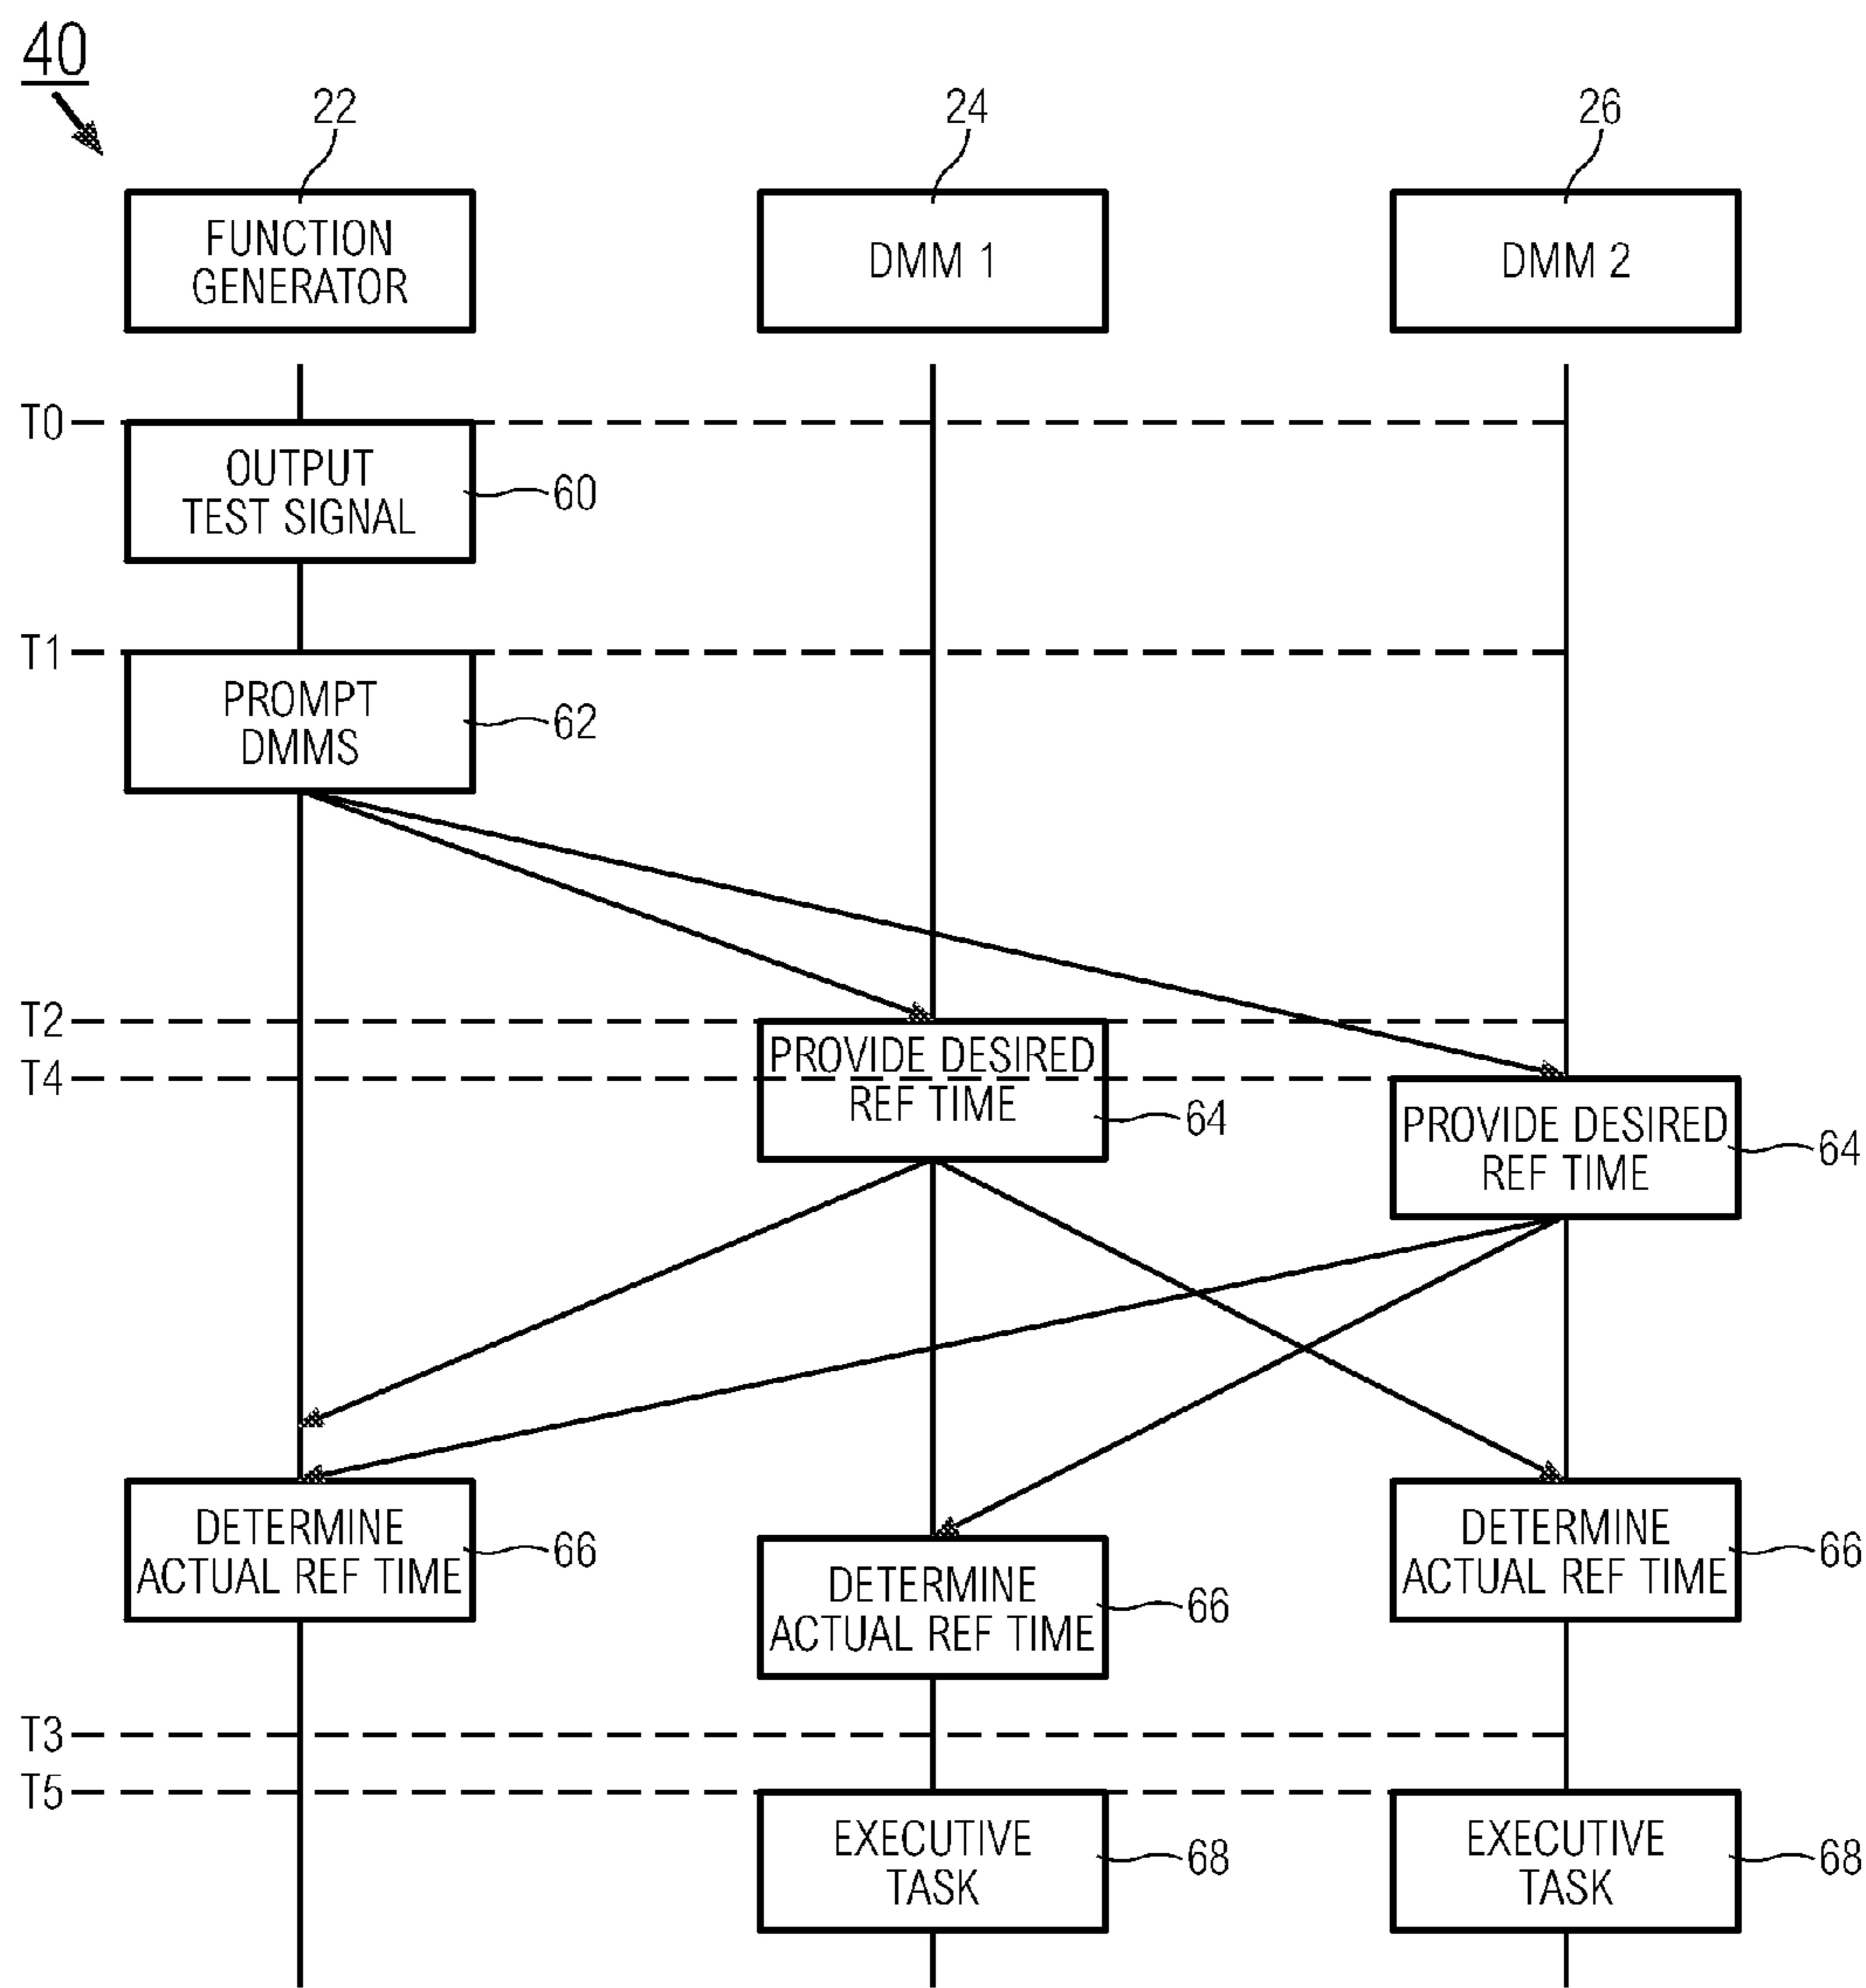 40
22
24
26
FUNCTION
GENERATOR
DMM 1
DMM 2
T0
OUTPUT
TEST SIGNAL
60
T1
PROMPT
DMMS
62
T2
PROVIDE DESIRED
REF TIME
64
T4
PROVIDE DESIRED
REF TIME
64
DETERMINE
ACTUAL REF TIME
66
DETERMINE
ACTUAL REF TIME
66
DETERMINE
ACTUAL REF TIME
66
T3
T5
EXECUTIVE
TASK
68
EXECUTIVE
TASK
68